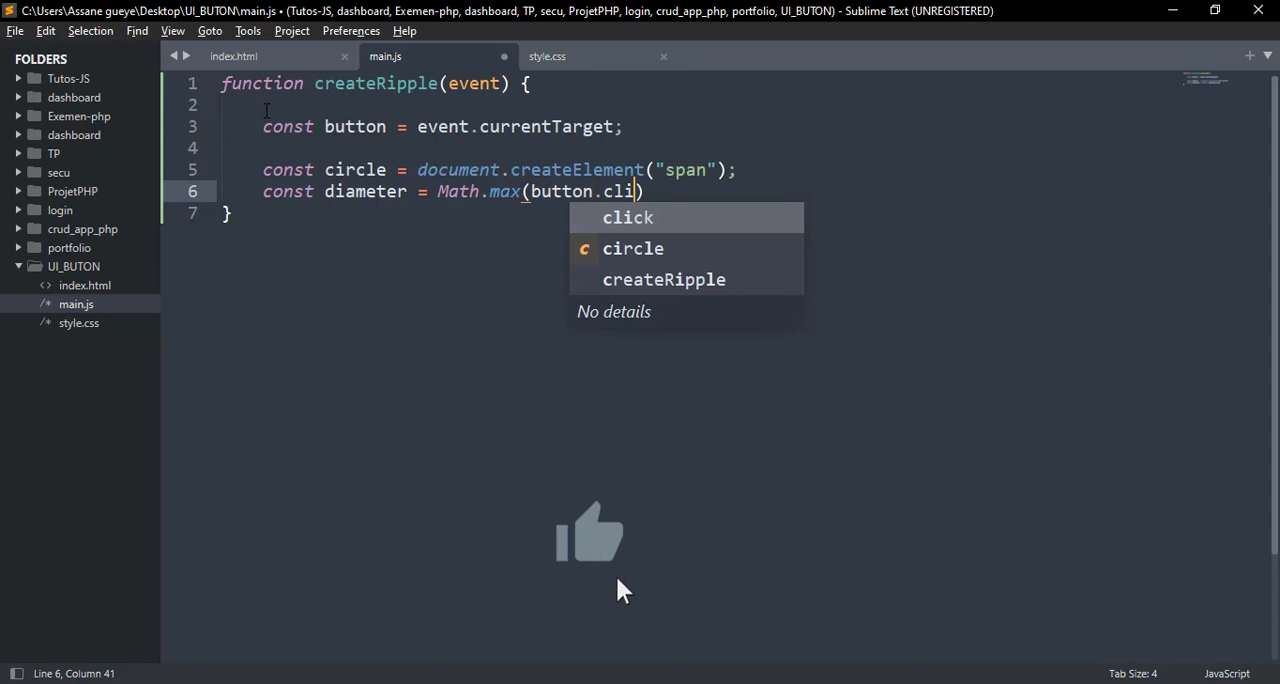 C:\Users\Assane gueye\Desktop\UI_BUTON\main.js • (Tutos-JS, dashboard, Exemen-php, dashboard, TP, secu, ProjetPHP, login, crud_app_php, portfolio, UI_BUTON) - Sublime Text (UNREGISTERED)
File Edit Selection Find View Goto Tools Project Preferences Help
FOLDERS
Tutos-JS
dashboard
Exemen-php
dashboard
TP
secu
ProjetPHP
login
crud_app_php
portfolio
UI_BUTON
<> index.html
/* main.js
/* style.css
index.html main.js style.css
1 function createRipple(event) {
2
3 const button = event.currentTarget;
4
5 const circle = document.createElement("span");
6 const diameter = Math.max(button.cli)
7 }
click
c circle
createRipple
No details
Line 6, Column 41 Tab Size: 4 JavaScript